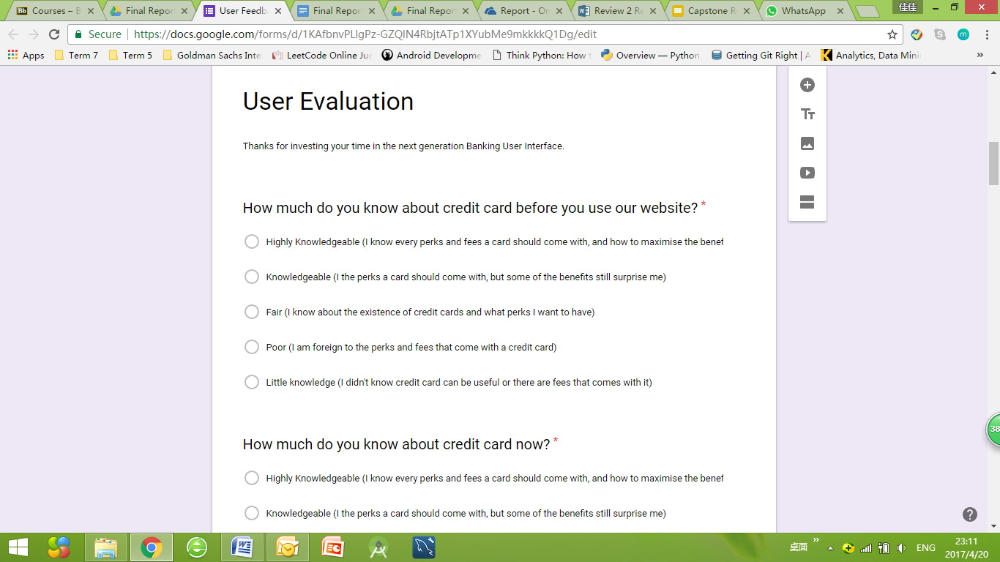 Courses – B
Final Report
User Feedb
Final Report
Final Report
Report - On
Review 2 Re
Capstone R
WhatsApp
佳佳
Secure
https://docs.google.com/forms/d/1KAfbnvPLlgPz-GZQlN4RbjtATp1XYubMe9mkkkkQ1Dg/edit
Apps
Term 7
Term 5
Goldman Sachs Inte
LeetCode Online Juc
Android Developme
Think Python: How t
Overview — Python
Getting Git Right | A
Analytics, Data Mini
»
User Evaluation
Thanks for investing your time in the next generation Banking User Interface.
How much do you know about credit card before you use our website? *
Highly Knowledgeable (I know every perks and fees a card should come with, and how to maximise the benef
Knowledgeable (I the perks a card should come with, but some of the benefits still surprise me)
Fair (I know about the existence of credit cards and what perks I want to have)
Poor (I am foreign to the perks and fees that come with a credit card)
Little knowledge (I didn't know credit card can be useful or there are fees that comes with it)
How much do you know about credit card now? *
Highly Knowledgeable (I know every perks and fees a card should come with, and how to maximise the benef
Knowledgeable (I the perks a card should come with, but some of the benefits still surprise me)
38
桌面
ENG
23:11
2017/4/20